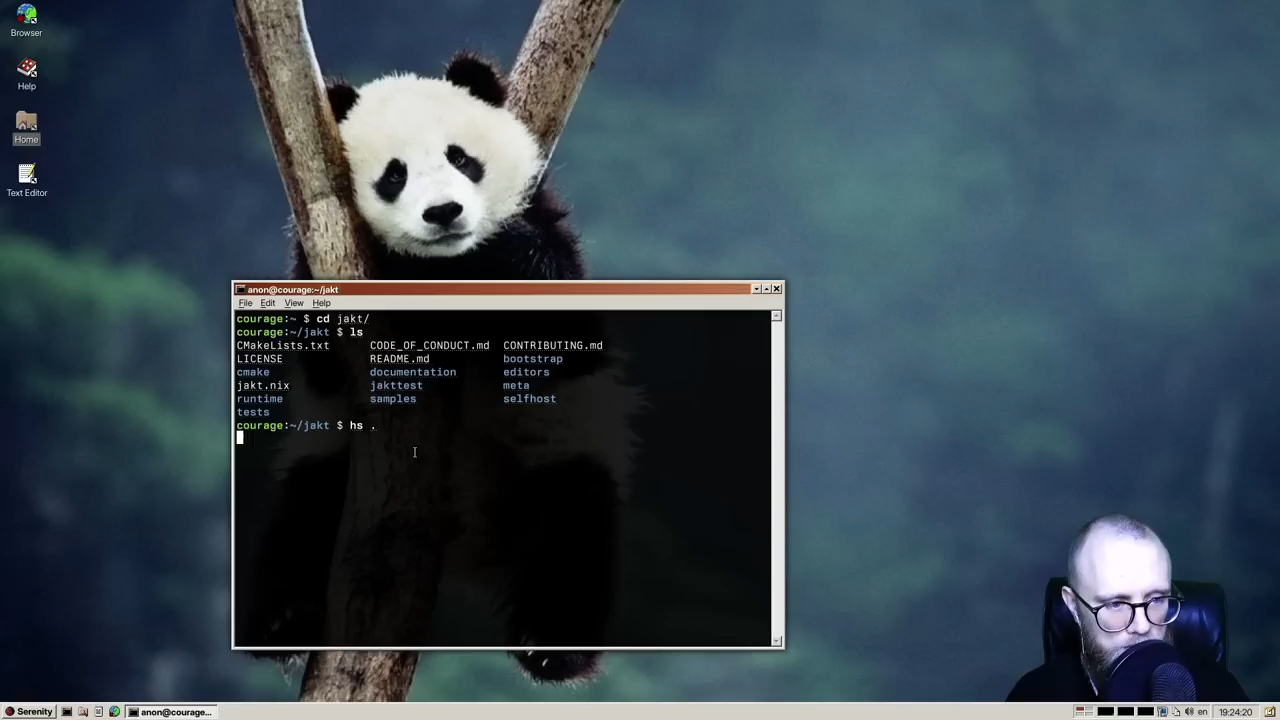 Browser
Help
Home
Text Editor
anon@courage:~/jakt
File Edit View Help
courage:~ $ cd jakt/
courage:~/jakt $ ls
CMakeLists.txt CODE_OF_CONDUCT.md CONTRIBUTING.md
LICENSE README.md bootstrap
cmake documentation editors
jakt.nix jakttest meta
runtime samples selfhost
tests
courage:~/jakt $ hs .
Serenity anon@courage... en 19:24:20